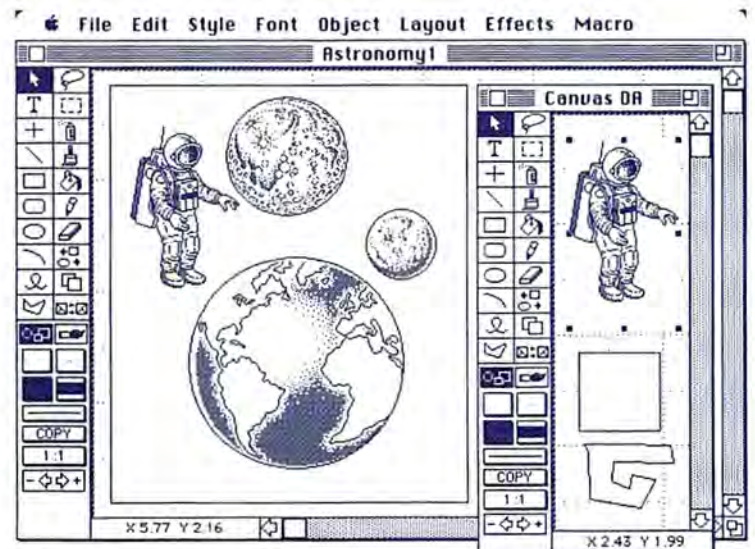 File Edit Style Font Object Layout Effects Macro
Astronomy1
T
COPY
1:1
X 5.77 Y 2.16
Canvas DA
T
COPY
1:1
X 2.43 Y 1.99